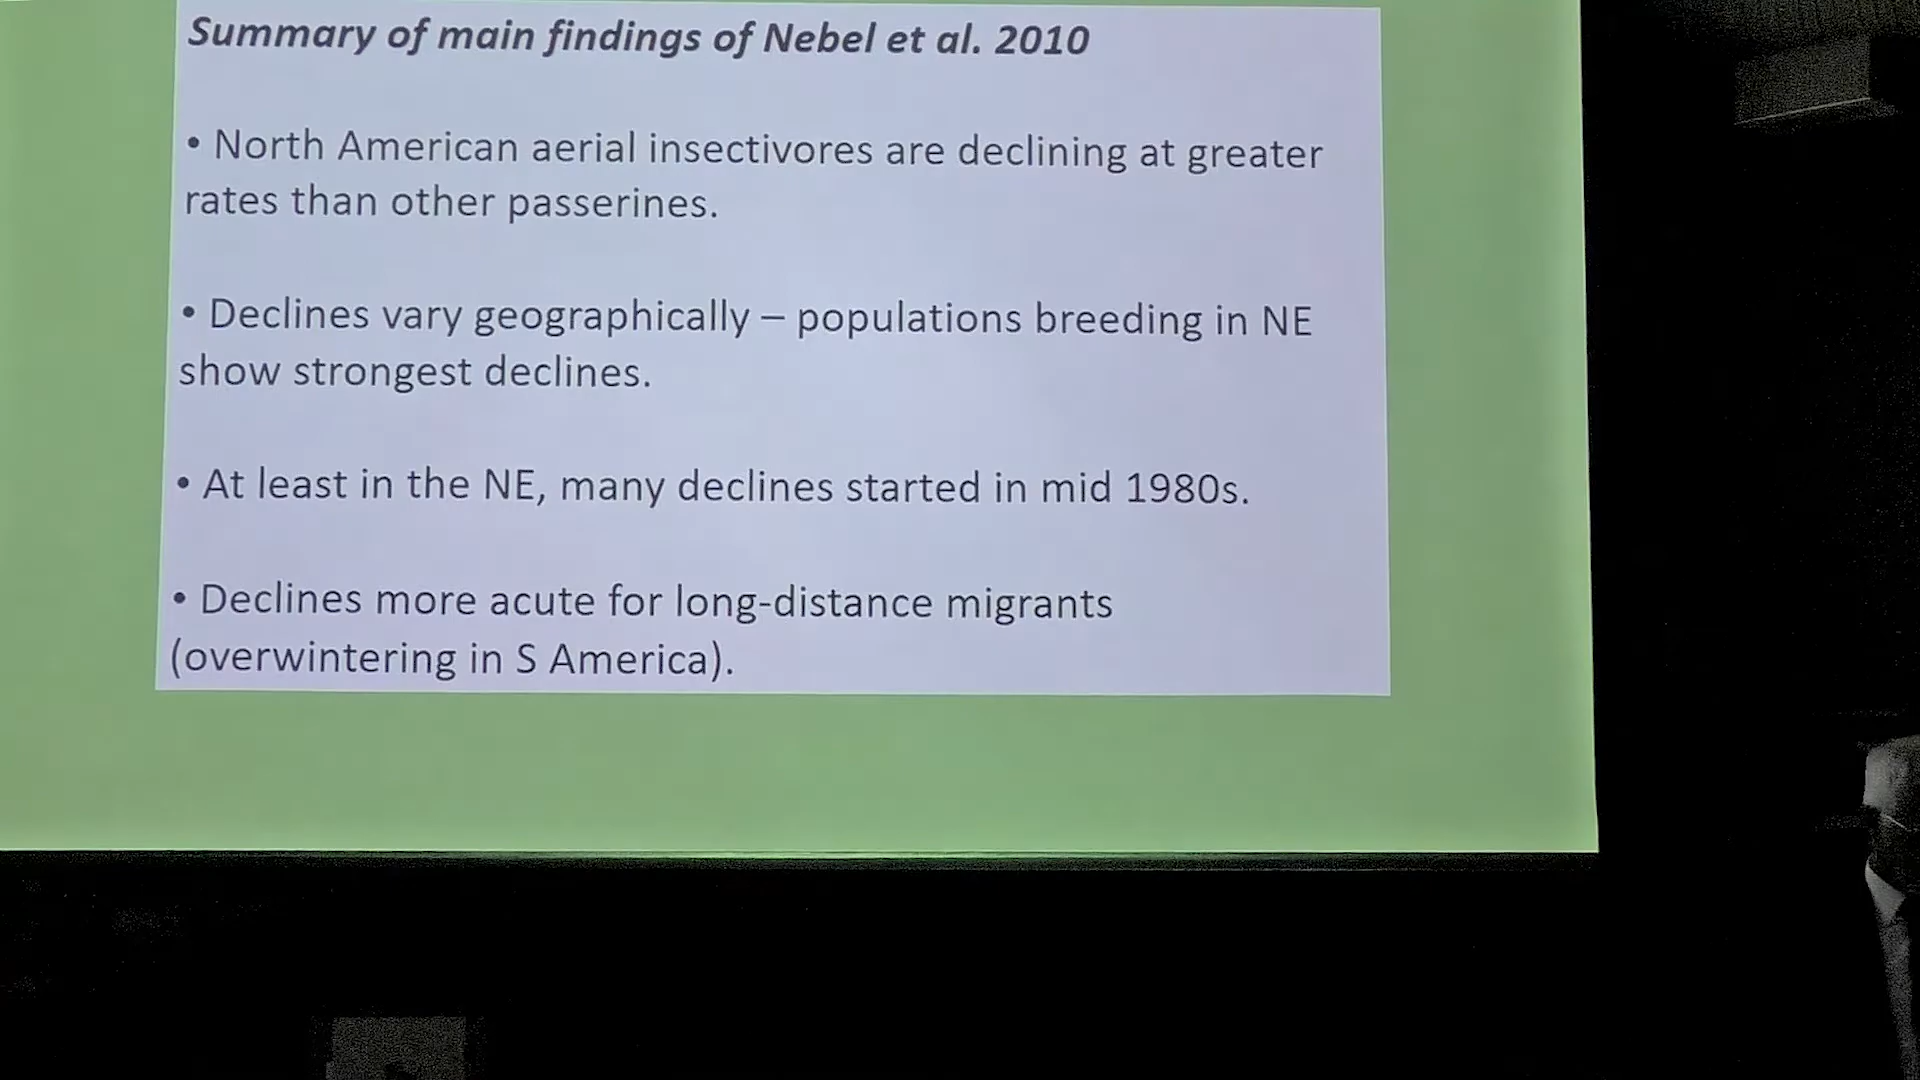 Summary of main findings of Nebel et al. 2010
• North American aerial insectivores are declining at greater
rates than other passerines.
• Declines vary geographically – populations breeding in NE
show strongest declines.
• At least in the NE, many declines started in mid 1980s.
• Declines more acute for long-distance migrants
(overwintering in S America).